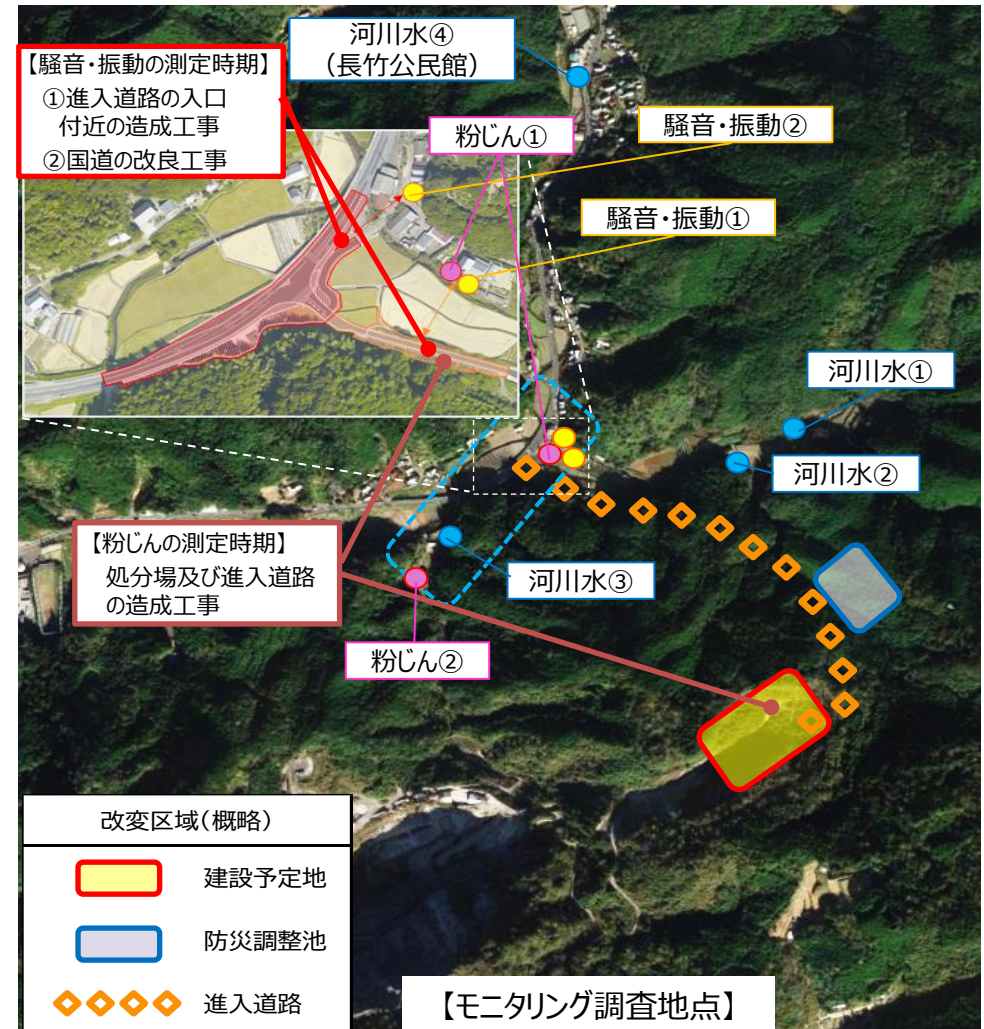 【騒音・振動の測定時期】
①進入道路の入口
付近の造成工事
②国道の改良工事
河川水④
（長竹公民館）
粉じん①
騒音・振動②
騒音・振動①
河川水①
河川水②
【粉じんの測定時期】
処分場及び進入道路
の造成工事
河川水③
粉じん②
改変区域（概略）
建設予定地
防災調整池
進入道路
【モニタリング調査地点】